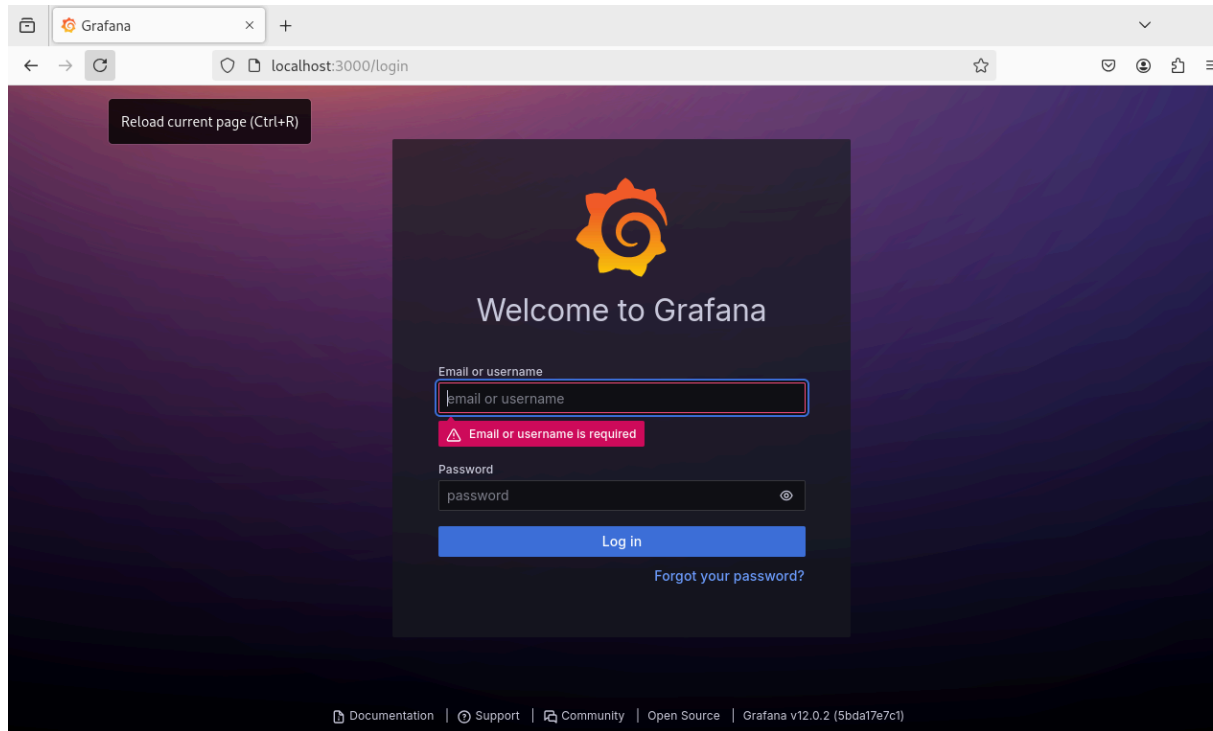 Grafana
localhost:3000/login
Reload current page (Ctrl+R)
Welcome to Grafana
Email or username
email or username
Email or username is required
Password
password
Log in
Forgot your password?
Documentation | Support | Community | Open Source | Grafana v12.0.2 (5bda17e7c1)